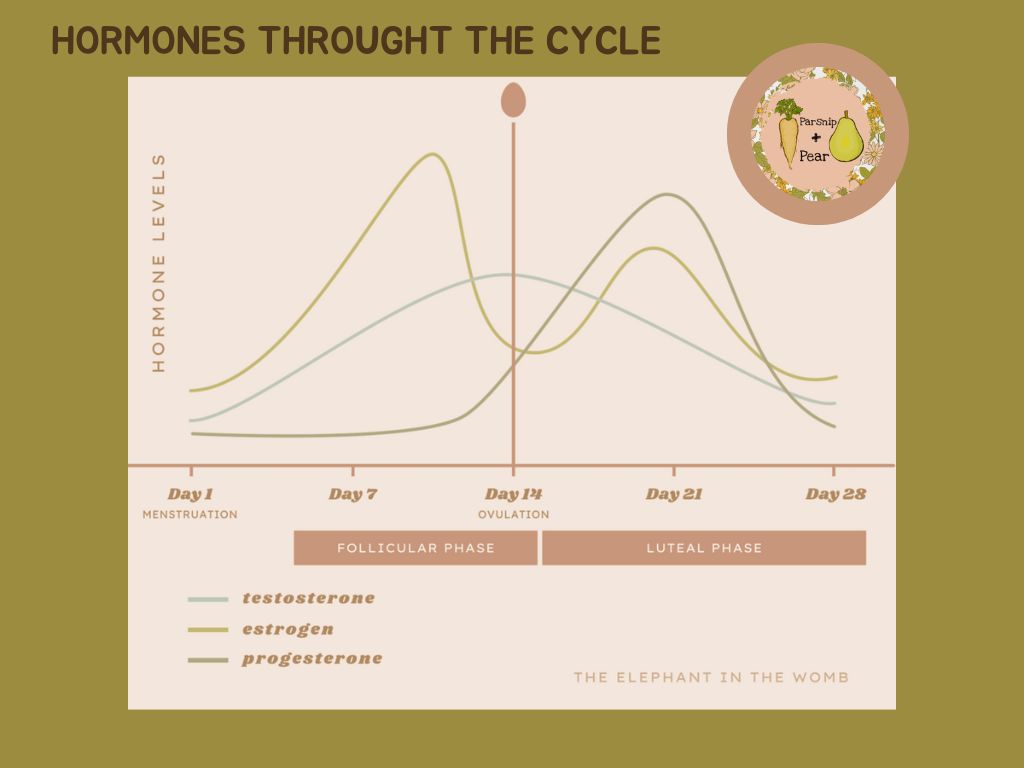 HORMONES THROUGHT THE CYCLE
Parsnip
+
Pear
HORMONE LEVELS
Day 1
Day 7
Day 14
Day 21
Day 28
MENSTRUATION
OVULATION
FOLLICULAR PHASE
LUTEAL PHASE
testosterone
estrogen
progesterone
THE ELEPHANT IN THE WOMB